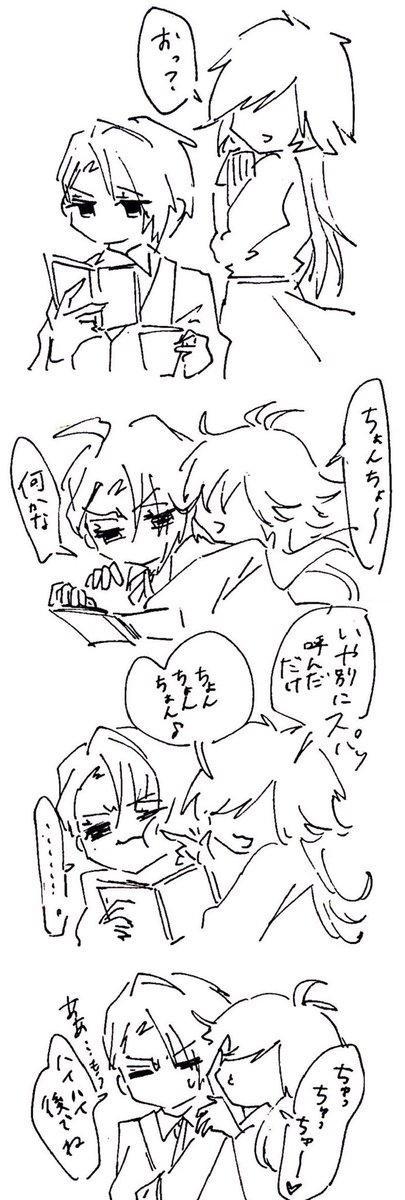 おっ?
ちょんちょ〜
何かな
いや別に
呼んだ
だけ
スパッ
ちょん
ちょん
ちょん♪
・・・・・・・。
ちゅっ
ちゅっ
ちゅー♡
ああ…もう
ハイハイ
後でね